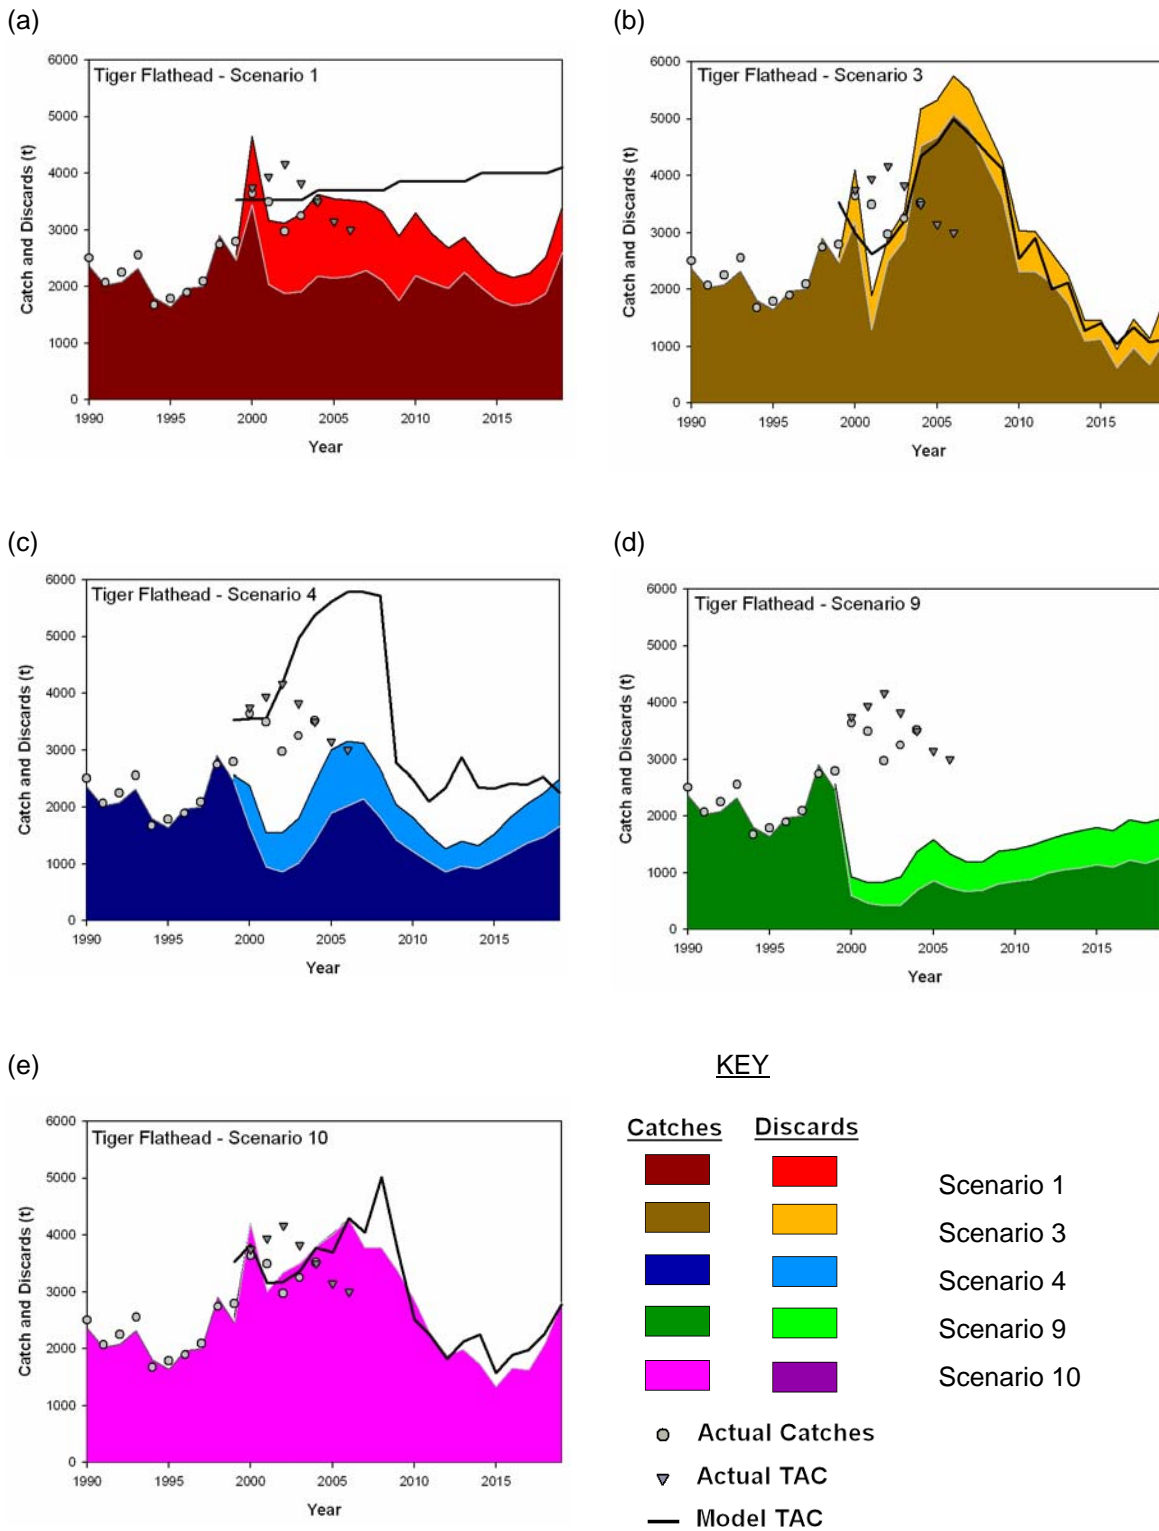 (a)
Tiger Flathead - Scenario 1
Catch and Discards (t)
6000
5000
4000
3000
2000
1000
0
1990
1995
2000
2005
2010
2015
Year
(b)
Tiger Flathead - Scenario 3
Catch and Discards (t)
6000
5000
4000
3000
2000
1000
0
1990
1995
2000
2005
2010
2015
Year
(c)
Tiger Flathead - Scenario 4
Catch and Discards (t)
6000
5000
4000
3000
2000
1000
0
1990
1995
2000
2005
2010
2015
Year
(d)
Tiger Flathead - Scenario 9
Catch and Discards (t)
6000
5000
4000
3000
2000
1000
0
1990
1995
2000
2005
2010
2015
Year
(e)
Tiger Flathead - Scenario 10
Catch and Discards (t)
6000
5000
4000
3000
2000
1000
0
1990
1995
2000
2005
2010
2015
Year
KEY
Catches Discards
Scenario 1
Scenario 3
Scenario 4
Scenario 9
Scenario 10
Actual Catches
Actual TAC
Model TAC